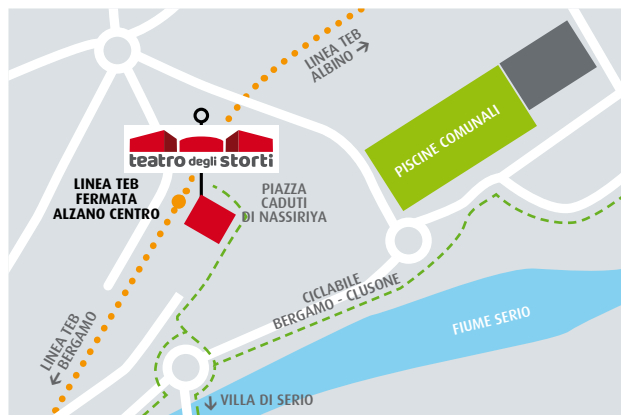 LINEA TEB
ALBINO →
PISCINE COMUNALI
teatro degli storti
LINEA TEB
FERMATA
ALZANO CENTRO
PIAZZA
CADUTI
DI NASSIRIYA
CICLABILE
BERGAMO - CLUSONE
FIUME SERIO
LINEA TEB
← BERGAMO
↓ VILLA DI SERIO